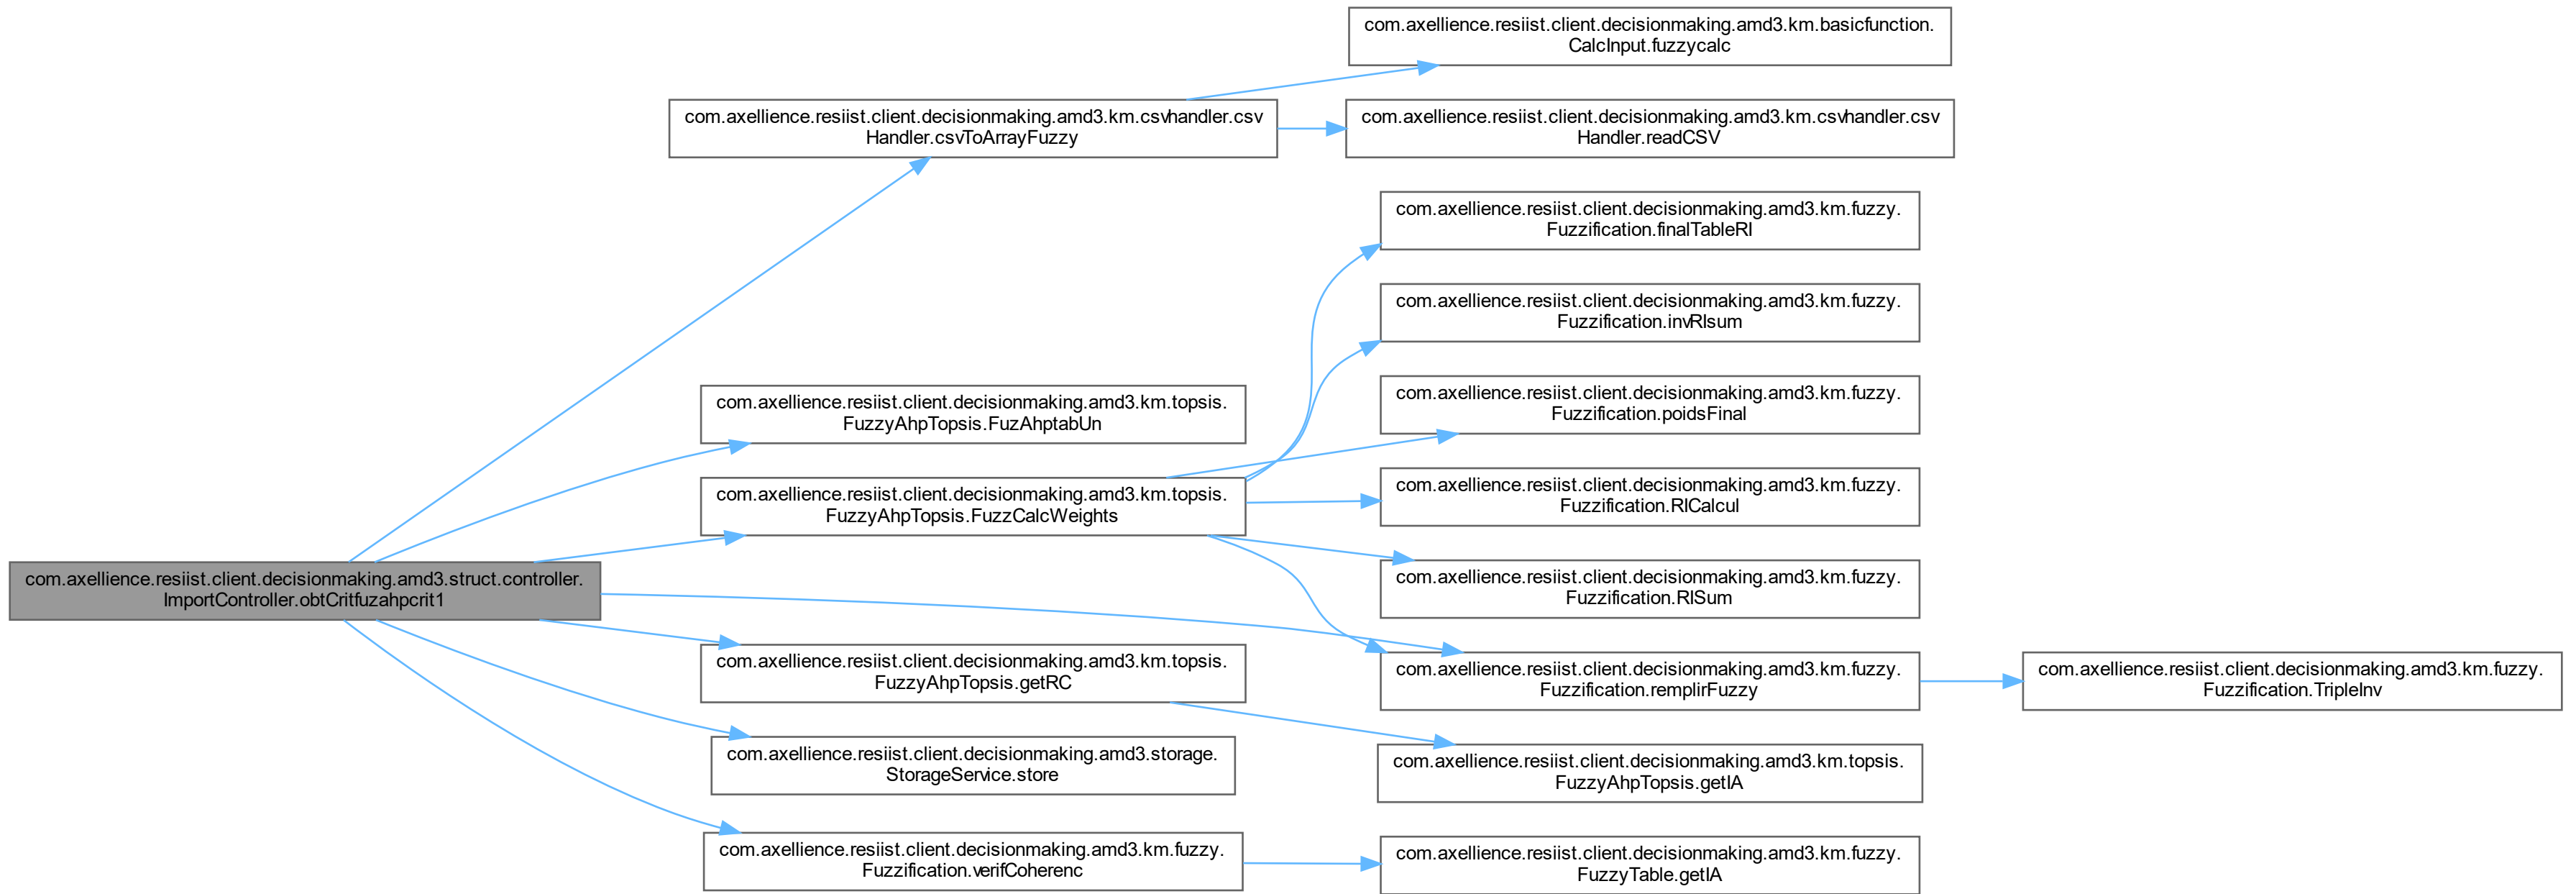 com.axellience.resiist.client.decisionmaking.amd3.struct.controller.
ImportController.obtCritfuzahpcrit1
com.axellience.resiist.client.decisionmaking.amd3.km.csvhandler.csv
Handler.csvToArrayFuzzy
com.axellience.resiist.client.decisionmaking.amd3.km.topsis.
FuzzyAhpTopsis.FuzAhptabUn
com.axellience.resiist.client.decisionmaking.amd3.km.topsis.
FuzzyAhpTopsis.FuzzCalcWeights
com.axellience.resiist.client.decisionmaking.amd3.km.topsis.
FuzzyAhpTopsis.getRC
com.axellience.resiist.client.decisionmaking.amd3.storage.
StorageService.store
com.axellience.resiist.client.decisionmaking.amd3.km.fuzzy.
Fuzzification.verifCoherenc
com.axellience.resiist.client.decisionmaking.amd3.km.basicfunction.
CalcInput.fuzzycalc
com.axellience.resiist.client.decisionmaking.amd3.km.csvhandler.csv
Handler.readCSV
com.axellience.resiist.client.decisionmaking.amd3.km.fuzzy.
Fuzzification.finalTableRI
com.axellience.resiist.client.decisionmaking.amd3.km.fuzzy.
Fuzzification.invRIsum
com.axellience.resiist.client.decisionmaking.amd3.km.fuzzy.
Fuzzification.poidsFinal
com.axellience.resiist.client.decisionmaking.amd3.km.fuzzy.
Fuzzification.RICalcul
com.axellience.resiist.client.decisionmaking.amd3.km.fuzzy.
Fuzzification.RISum
com.axellience.resiist.client.decisionmaking.amd3.km.fuzzy.
Fuzzification.remplirFuzzy
com.axellience.resiist.client.decisionmaking.amd3.km.topsis.
FuzzyAhpTopsis.getIA
com.axellience.resiist.client.decisionmaking.amd3.km.fuzzy.
FuzzyTable.getIA
com.axellience.resiist.client.decisionmaking.amd3.km.fuzzy.
Fuzzification.TripleInv